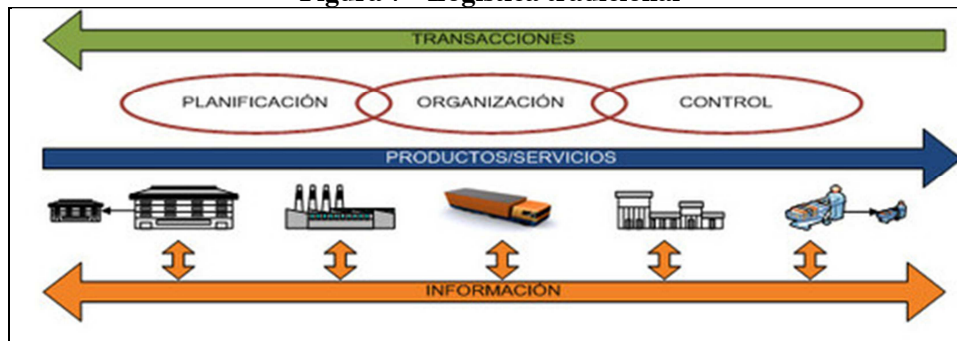 TRANSACCIONES
PLANIFICACIÓN ORGANIZACIÓN CONTROL
PRODUCTOS/SERVICIOS
INFORMACIÓN